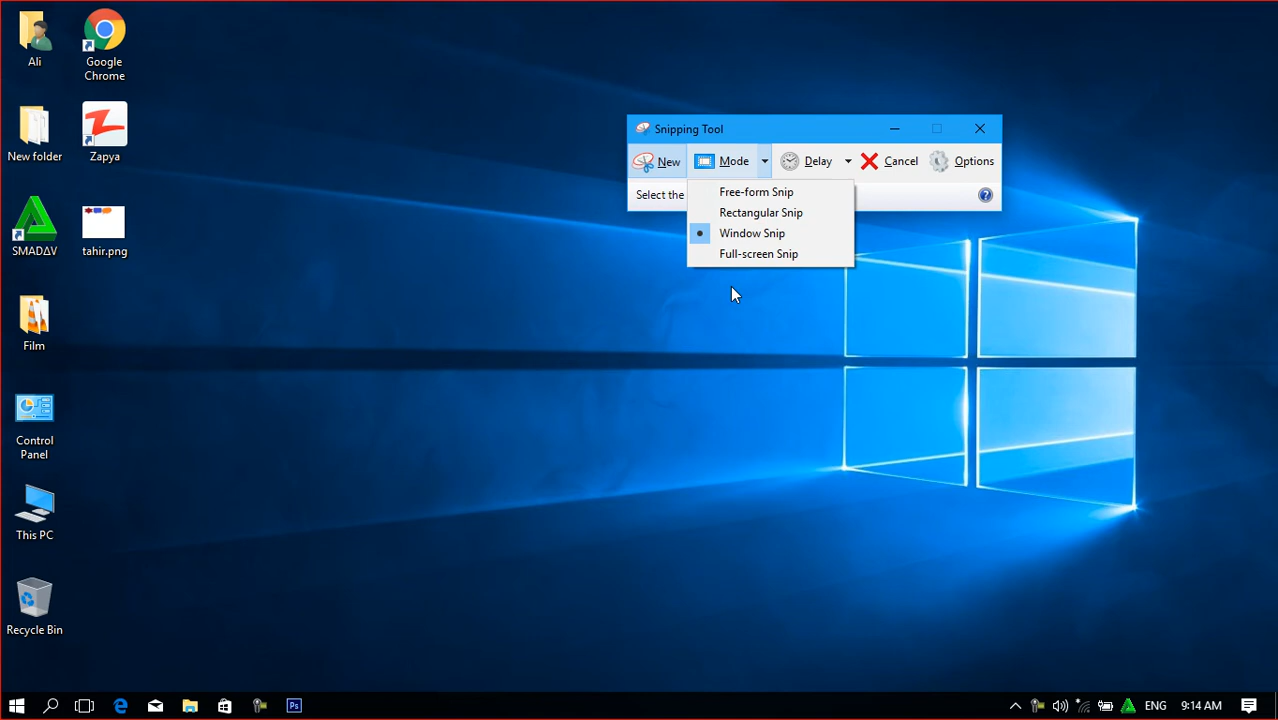 Ali
Google
Chrome
New folder
Zapya
SMADΔV
tahir.png
Film
Control
Panel
This PC
Recycle Bin
Snipping Tool
New Mode Delay Cancel Options
Select the
Free-form Snip
Rectangular Snip
Window Snip
Full-screen Snip
Ps
ENG 9:14 AM